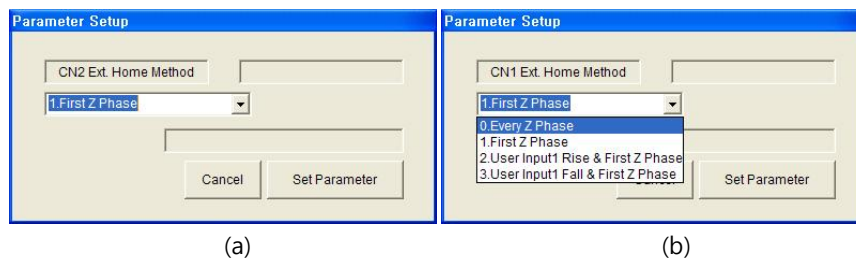 Parameter Setup
CN2 Ext. Home Method
1.First Z Phase
Cancel
Set Parameter
(a)
Parameter Setup
CN1 Ext. Home Method
1.First Z Phase
0.Every Z Phase
1.First Z Phase
2.User Input1 Rise & First Z Phase
3.User Input1 Fall & First Z Phase
Set Parameter
(b)